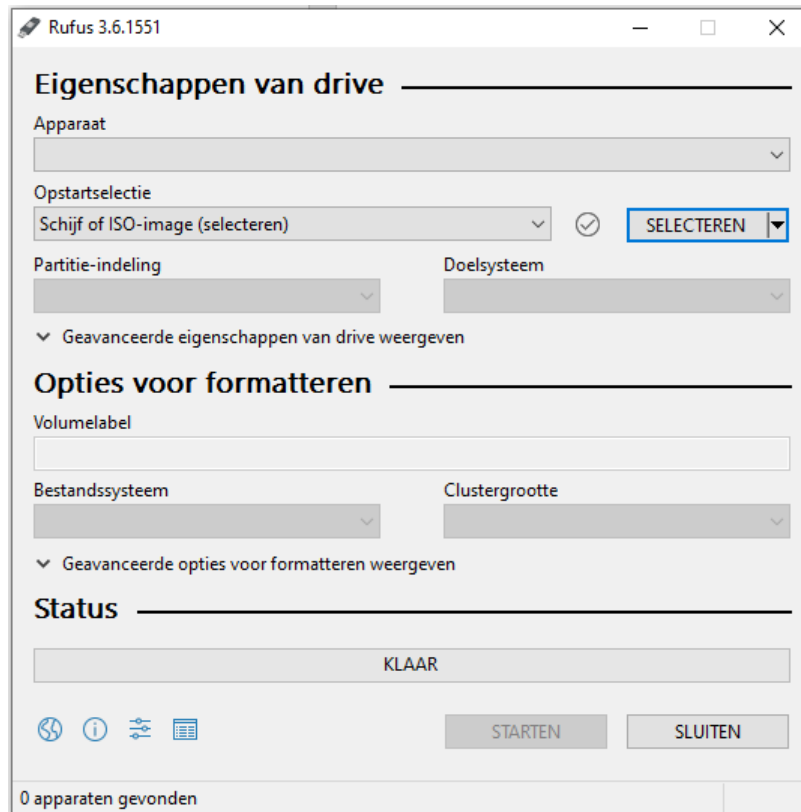 Rufus 3.6.1551
Eigenschappen van drive
Apparaat
Opstartselectie
Schijf of ISO-image (selecteren)
SELECTEREN
Partitie-indeling Doelsysteem
Geavanceerde eigenschappen van drive weergeven
Opties voor formatteren
Volumelabel
Bestandssysteem Clustergrootte
Geavanceerde opties voor formatteren weergeven
Status
KLAAR
STARTEN SLUITEN
0 apparaten gevonden